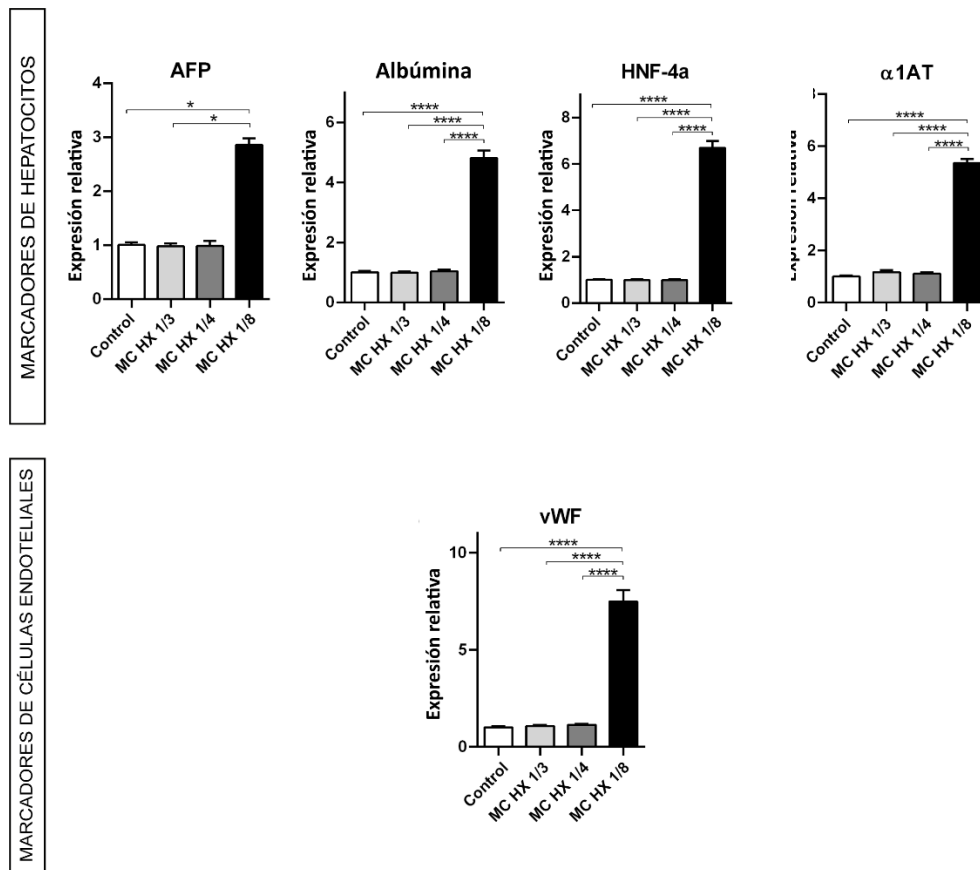 MARCADORES DE HEPATOCITOS
AFP
Expresión relativa
4
3
2
1
0
*
*
Control
MC HX 1/3
MC HX 1/4
MC HX 1/8
Albúmina
Expresión relativa
6
4
2
0
****
****
****
Control
MC HX 1/3
MC HX 1/4
MC HX 1/8
HNF-4a
Expresión relativa
8
6
4
2
0
****
****
****
Control
MC HX 1/3
MC HX 1/4
MC HX 1/8
α1AT
Expresión relativa
8
6
4
2
0
****
****
****
Control
MC HX 1/3
MC HX 1/4
MC HX 1/8
MARCADORES DE CÉLULAS ENDOTELIALES
vWF
Expresión relativa
10
5
0
****
****
****
Control
MC HX 1/3
MC HX 1/4
MC HX 1/8